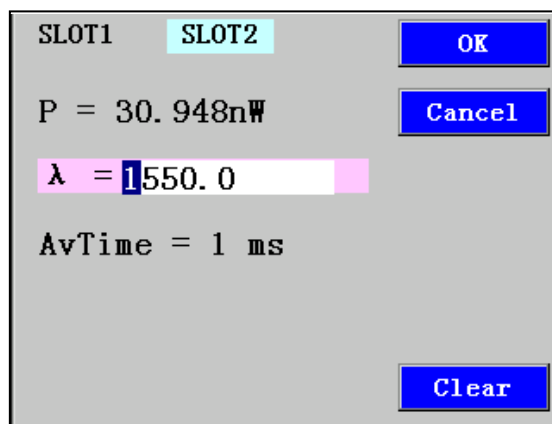 SLOT1 SLOT2 OK
P = 30.948nW Cancel
λ = 1550.0
AvTime = 1 ms
Clear